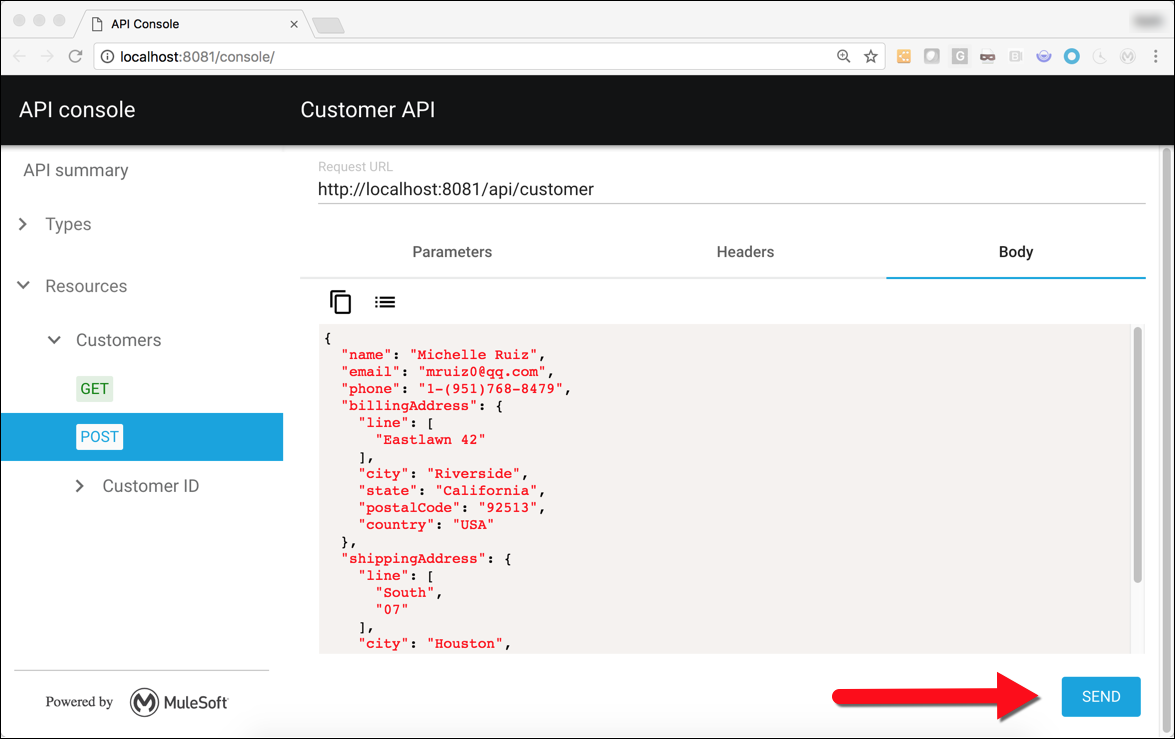 API Console
localhost:8081/console/
API console
Customer API
API summary
Types
Resources
Customers
GET
POST
Customer ID
Powered by MuleSoft
Request URL
http://localhost:8081/api/customer
Parameters Headers Body
{
"name": "Michelle Ruiz",
"email": "mruiz0@qq.com",
"phone": "1-(951)768-8479",
"billingAddress": {
"line": [
"Eastlawn 42"
],
"city": "Riverside",
"state": "California",
"postalCode": "92513",
"country": "USA"
},
"shippingAddress": {
"line": [
"South",
"07"
],
"city": "Houston",
SEND